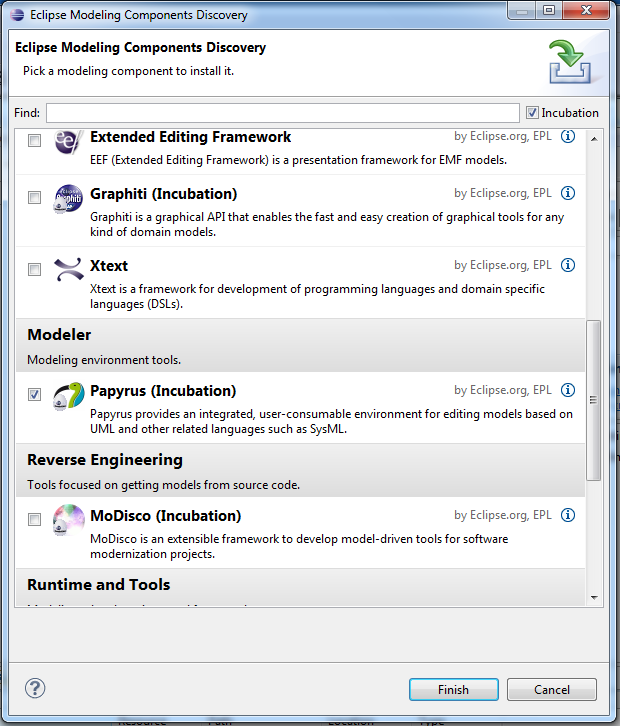 Eclipse Modeling Components Discovery
Eclipse Modeling Components Discovery
Pick a modeling component to install it.
Find:
Incubation
Extended Editing Framework
by Eclipse.org, EPL
EEF (Extended Editing Framework) is a presentation framework for EMF models.
Graphiti (Incubation)
by Eclipse.org, EPL
Graphiti is a graphical API that enables the fast and easy creation of graphical tools for any
kind of domain models.
Xtext
by Eclipse.org, EPL
Xtext is a framework for development of programming languages and domain specific
languages (DSLs).
Modeler
Modeling environment tools.
Papyrus (Incubation)
by Eclipse.org, EPL
Papyrus provides an integrated, user-consumable environment for editing models based on
UML and other related languages such as SysML.
Reverse Engineering
Tools focused on getting models from source code.
MoDisco (Incubation)
by Eclipse.org, EPL
MoDisco is an extensible framework to develop model-driven tools for software
modernization projects.
Runtime and Tools
Finish
Cancel
Resource Path Location Type